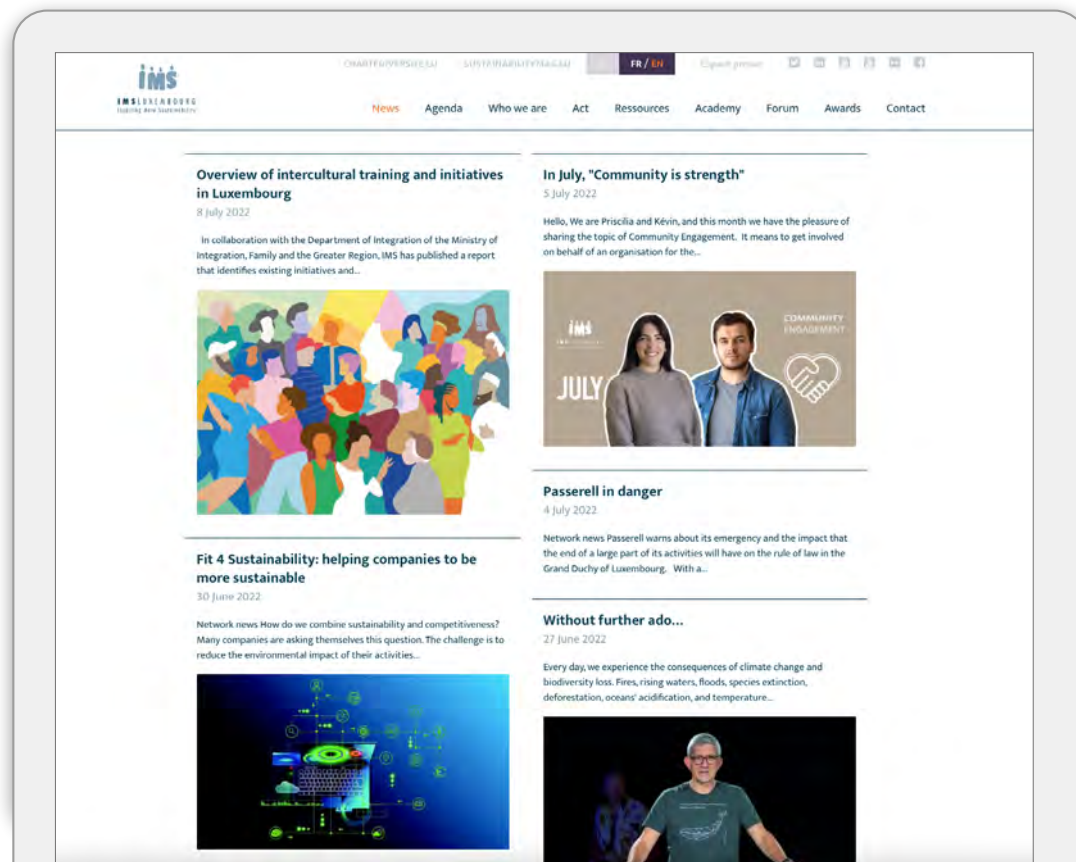 CHARTEDIVERSITE.LU SUSTAINABILITYMAG.LU FR / EN Espace presse
ims
IMS LUXEMBOURG
News Agenda Who we are Act Ressources Academy Forum Awards Contact
Overview of intercultural training and initiatives
in Luxembourg
8 July 2022
In collaboration with the Department of Integration of the Ministry of
Integration, Family and the Greater Region, IMS has published a report
that identifies existing initiatives and...
Fit 4 Sustainability: helping companies to be
more sustainable
30 June 2022
Network news How do we combine sustainability and competitiveness?
Many companies are asking themselves this question. The challenge is to
reduce the environmental impact of their activities...
In July, "Community is strength"
5 July 2022
Hello, We are Priscilia and Kévin, and this month we have the pleasure of
sharing the topic of Community Engagement. It means to get involved
on behalf of an organisation for the...
ims
COMMUNITY
ENGAGEMENT
JULY
Passerell in danger
4 July 2022
Network news Passerell warns about its emergency and the impact that
the end of a large part of its activities will have on the rule of law in the
Grand Duchy of Luxembourg. With a...
Without further ado...
27 June 2022
Every day, we experience the consequences of climate change and
biodiversity loss. Fires, rising waters, floods, species extinction,
deforestation, oceans' acidification, and temperature...